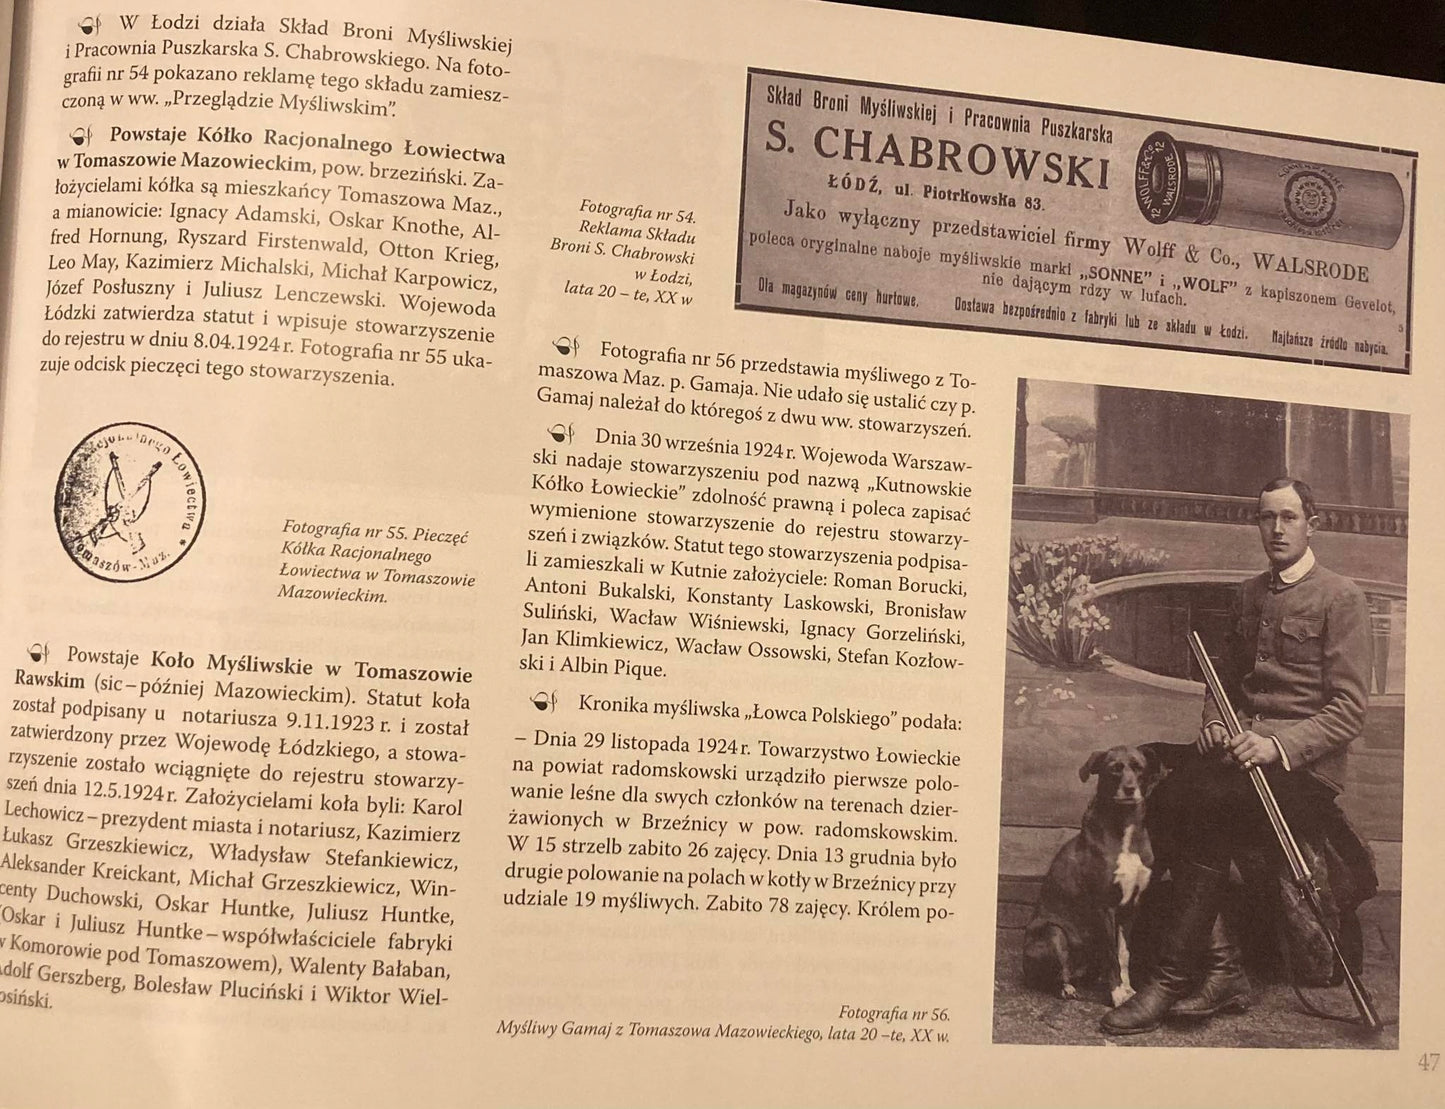 W Łodzi działa Skład Broni Myśliwskiej
i Pracownia Puszkarska S. Chabrowskiego. Na foto-
grafii nr 54 pokazano reklamę tego składu zamiesz-
czoną w ww. „Przeglądzie Myśliwskim”.
Powstaje Kółko Racjonalnego Łowiectwa
w Tomaszowie Mazowieckim, pow. brzeziński. Za-
łożycielami kółka są mieszkańcy Tomaszowa Maz.,
a mianowicie: Ignacy Adamski, Oskar Knothe, Al-
fred Hornung, Ryszard Firstenwald, Otton Krieg,
Leo May, Kazimierz Michalski, Michał Karpowicz,
Józef Posłuszny i Juliusz Lenczewski. Wojewoda
Łódzki zatwierdza statut i wpisuje stowarzyszenie
do rejestru w dniu 8.04.1924 r. Fotografia nr 55 uka-
zuje odcisk pieczęci tego stowarzyszenia.
Łowiectwa
Tomaszów-Maz.
Fotografia nr 55. Pieczęć
Kółka Racjonalnego
Łowiectwa w Tomaszowie
Mazowieckim.
Powstaje Koło Myśliwskie w Tomaszowie
Rawskim (sic – później Mazowieckim). Statut koła
został podpisany u notariusza 9.11.1923 r. i został
zatwierdzony przez Wojewodę Łódzkiego, a stowa-
rzyszenie zostało wciągnięte do rejestru stowarzy-
szeń dnia 12.5.1924 r. Założycielami koła byli: Karol
Lechowicz – prezydent miasta i notariusz, Kazimierz
Łukasz Grzeszkiewicz, Władysław Stefankiewicz,
Aleksander Kreickant, Michał Grzeszkiewicz, Win-
centy Duchowski, Oskar Huntke, Juliusz Huntke,
(Oskar i Juliusz Huntke – współwłaściciele fabryki
w Komorowie pod Tomaszowem), Walenty Bałaban,
Adolf Gerszberg, Bolesław Pluciński i Wiktor Wiel-
osiński.
Fotografia nr 54.
Reklama Składu
Broni S. Chabrowski
w Łodzi,
lata 20 – te, XX w
Skład Broni Myśliwskiej i Pracownia Puszkarska
S. CHABROWSKI
ŁÓDŹ, ul. Piotrkowska 83.
Jako wyłączny przedstawiciel firmy Wolff & Co., WALSRODE
poleca oryginalne naboje myśliwskie marki „SONNE” i „WOLF” z kapiszonem Gevelot,
nie dającym rdzy w lufach.
Dla magazynów ceny hurtowe. Dostawa bezpośrednio z fabryki lub ze składu w Łodzi. Najtańsze źródło nabycia.
12 WOLFF & Co. 12
WALSRODE
Fotografia nr 56 przedstawia myśliwego z To-
maszowa Maz. p. Gamaja. Nie udało się ustalić czy p.
Gamaj należał do któregoś z dwu ww. stowarzyszeń.
Dnia 30 września 1924 r. Wojewoda Warszaw-
ski nadaje stowarzyszeniu pod nazwą „Kutnowskie
Kółko Łowieckie” zdolność prawną i poleca zapisać
wymienione stowarzyszenie do rejestru stowarzy-
szeń i związków. Statut tego stowarzyszenia podpisa-
li zamieszkali w Kutnie założyciele: Roman Borucki,
Antoni Bukalski, Konstanty Laskowski, Bronisław
Suliński, Wacław Wiśniewski, Ignacy Gorzeliński,
Jan Klimkiewicz, Wacław Ossowski, Stefan Kozłow-
ski i Albin Pique.
Kronika myśliwska „Łowca Polskiego” podała:
– Dnia 29 listopada 1924 r. Towarzystwo Łowieckie
na powiat radomskowski urządziło pierwsze polo-
wanie leśne dla swych członków na terenach dzier-
żawionych w Brzeźnicy w pow. radomskowskim.
W 15 strzelb zabito 26 zajęcy. Dnia 13 grudnia było
drugie polowanie na polach w kotły w Brzeźnicy przy
udziale 19 myśliwych. Zabito 78 zajęcy. Królem po-
Fotografia nr 56.
Myśliwy Gamaj z Tomaszowa Mazowieckiego, lata 20 –te, XX w.
47